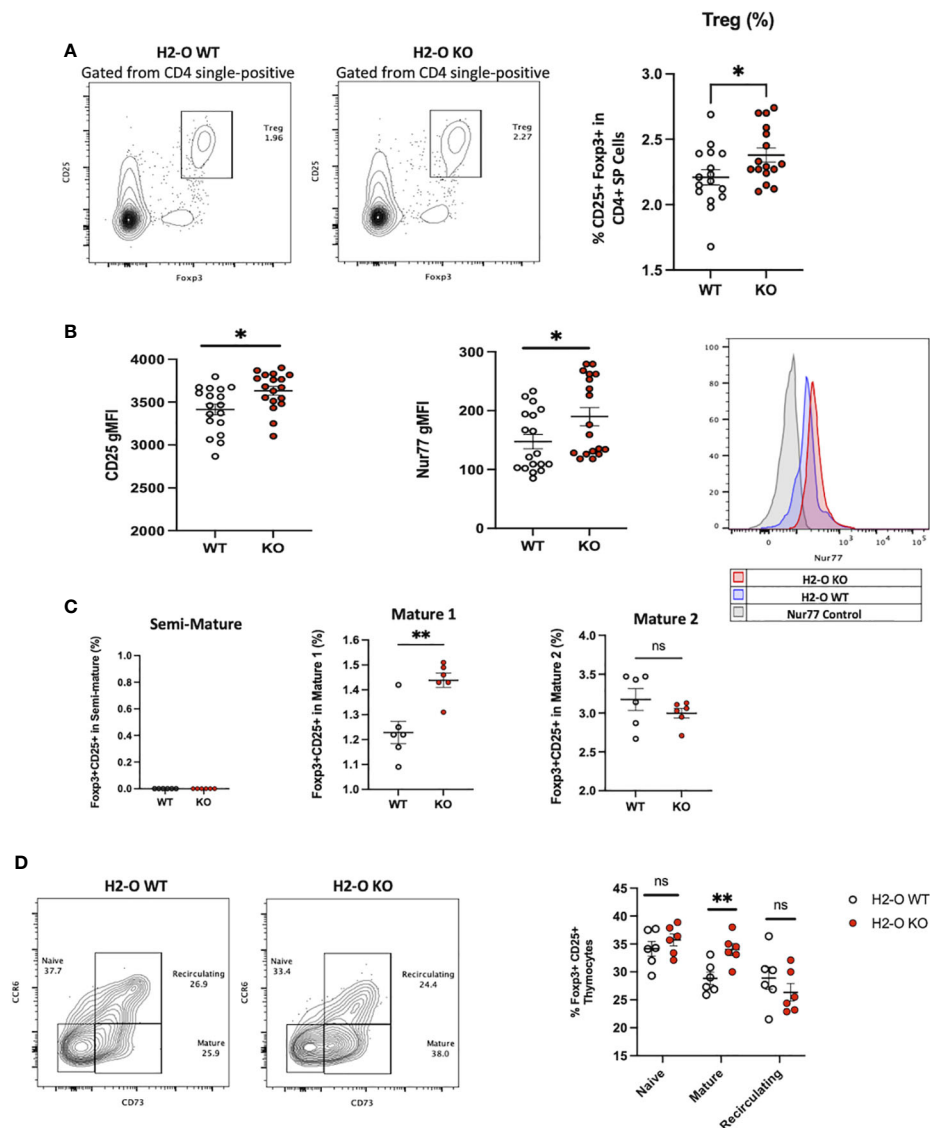 A
H2-O WT
Gated from CD4 single-positive
CD25
Treg
1.96
Foxp3
H2-O KO
Gated from CD4 single-positive
CD25
Treg
2.27
Foxp3
Treg (%)
% CD25+ Foxp3+ in
CD4+ SP Cells
3.0
2.5
2.0
1.5
*
WT
KO
B
CD25 gMFI
4000
3500
3000
2500
2000
*
WT
KO
Nur77 gMFI
300
200
100
0
*
WT
KO
100
80
60
40
20
0
0
10³
10⁴
10⁵
Nur77
H2-O KO
H2-O WT
Nur77 Control
C
Semi-Mature
Foxp3+CD25+ in Semi-mature (%)
1.0
0.8
0.6
0.4
0.2
0.0
WT
KO
Mature 1
Foxp3+CD25+ in Mature 1 (%)
1.6
1.5
1.4
1.3
1.2
1.1
1.0
**
WT
KO
Mature 2
Foxp3+CD25+ in Mature 2 (%)
4.0
3.5
3.0
2.5
2.0
ns
WT
KO
D
H2-O WT
CCR6
Naive
37.7
Recirculating
26.9
Mature
25.9
CD73
H2-O KO
CCR6
Naive
33.4
Recirculating
24.4
Mature
38.0
CD73
% Foxp3+ CD25+
Thymocytes
45
40
35
30
25
20
15
ns
**
ns
Naive
Mature
Recirculating
H2-O WT
H2-O KO